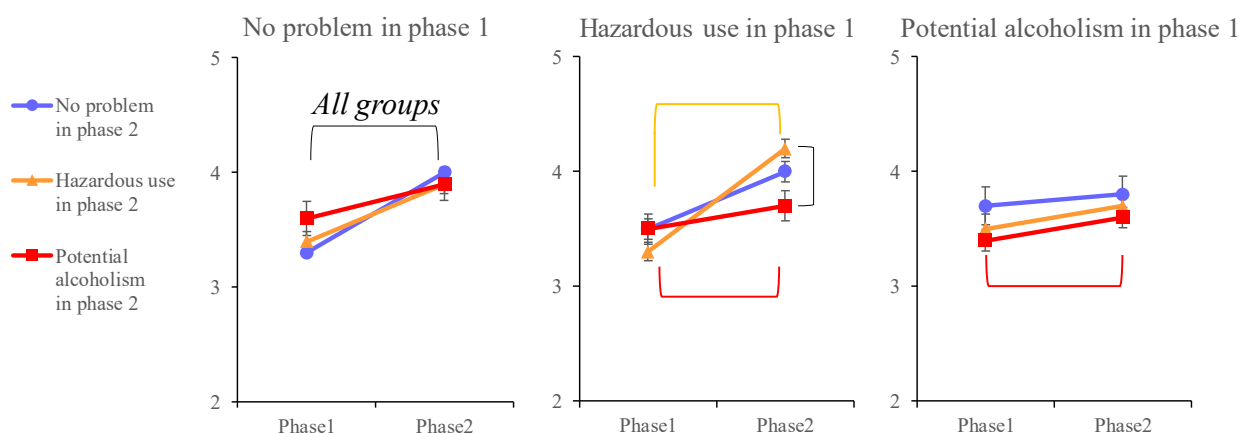 No problem in phase 1
Hazardous use in phase 1
Potential alcoholism in phase 1
No problem
in phase 2
Hazardous use
in phase 2
Potential
alcoholism
in phase 2
All groups
5
4
3
2
Phase1 Phase2
5
4
3
2
Phase1 Phase2
5
4
3
2
Phase1 Phase2